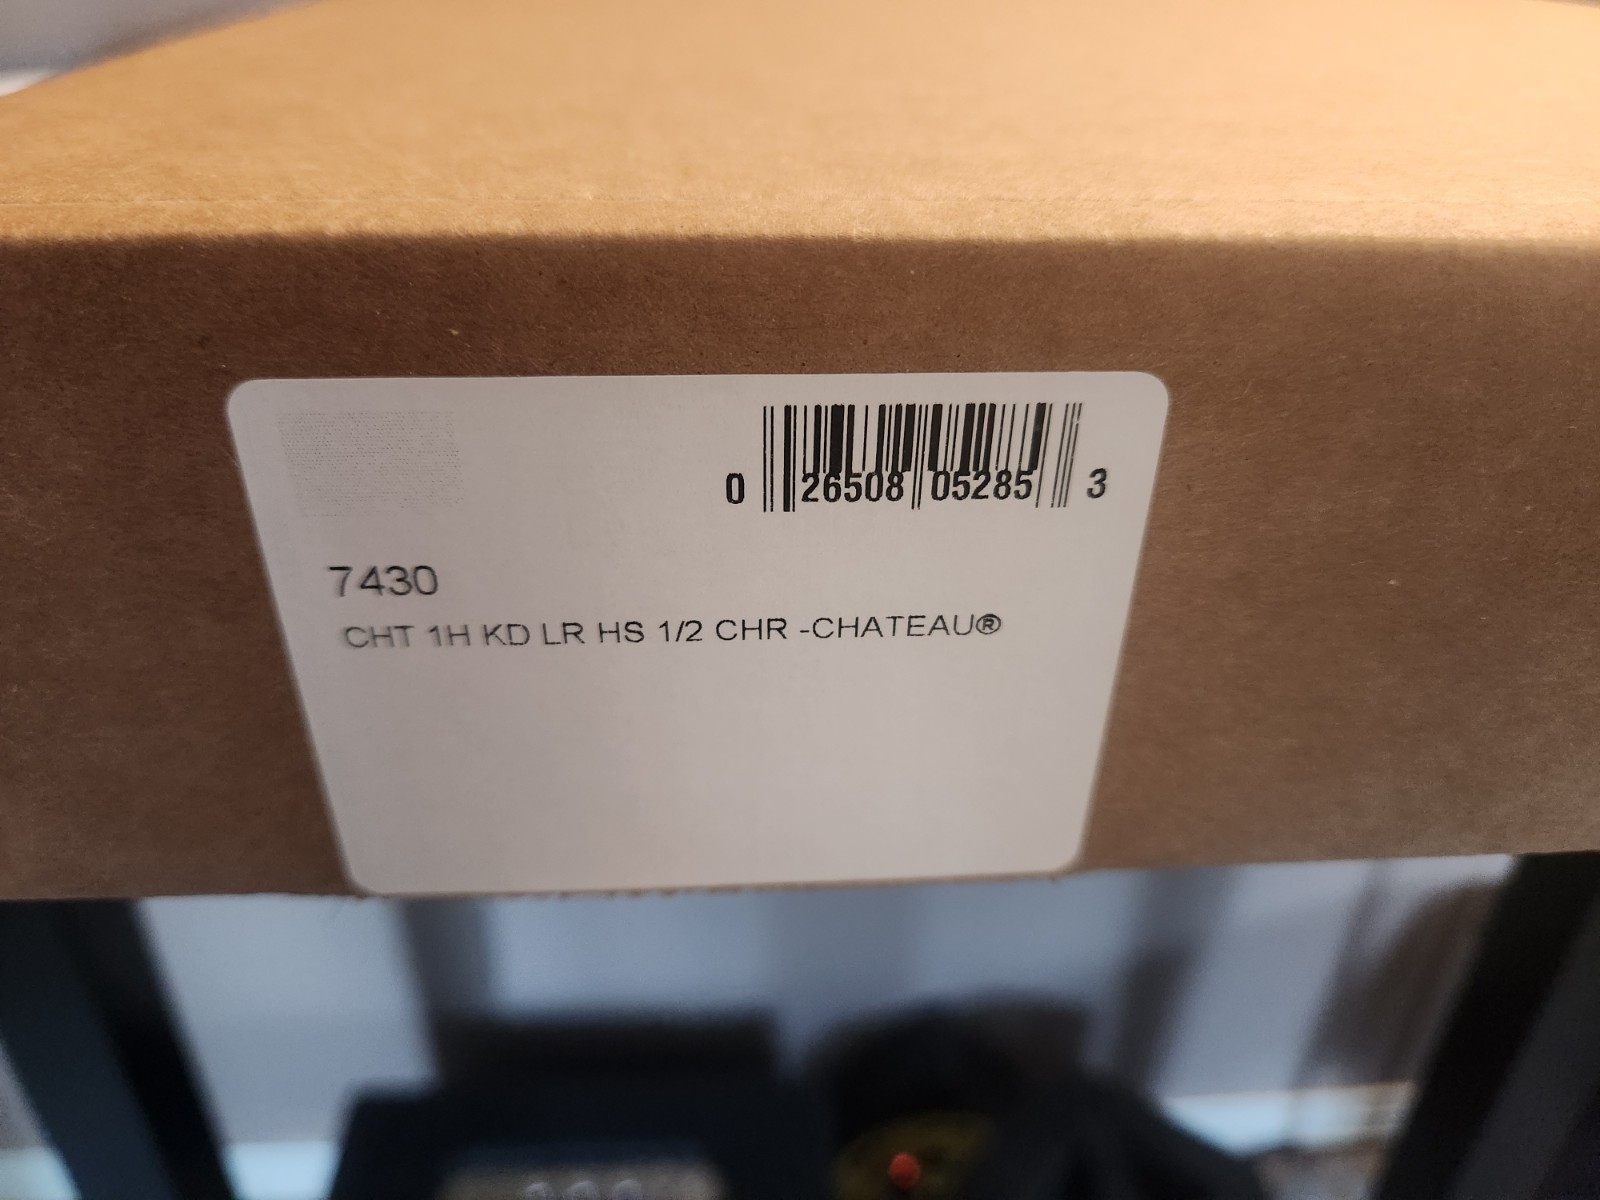 0 26508 05285 3
7430
CHT 1H KD LR HS 1/2 CHR -CHATEAU®